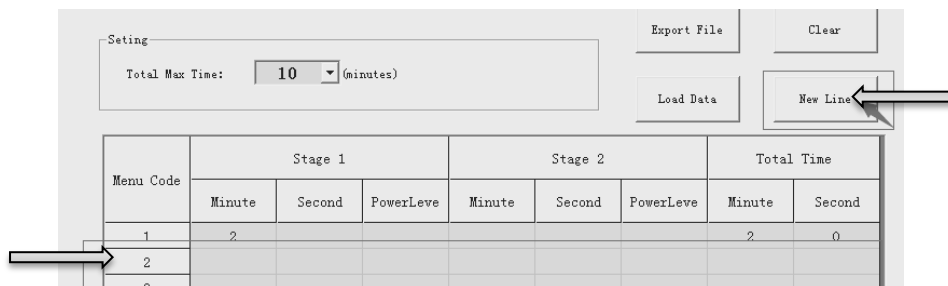 Seting
Export File
Clear
Total Max Time: 10 (minutes)
Load Data
New Line
Menu Code
Stage 1
Stage 2
Total Time
Minute Second PowerLeve Minute Second PowerLeve Minute Second
1 2 2 0
2